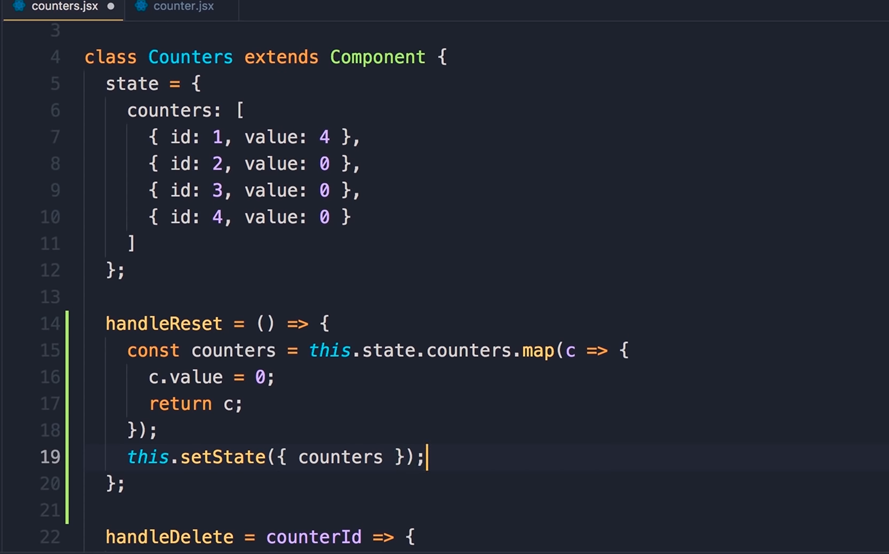 counters.jsx counter.jsx
3
4 class Counters extends Component {
5 state = {
6 counters: [
7 { id: 1, value: 4 },
8 { id: 2, value: 0 },
9 { id: 3, value: 0 },
10 { id: 4, value: 0 }
11 ]
12 };
13
14 handleReset = () => {
15 const counters = this.state.counters.map(c => {
16 c.value = 0;
17 return c;
18 });
19 this.setState({ counters });
20 };
21
22 handleDelete = counterId => {